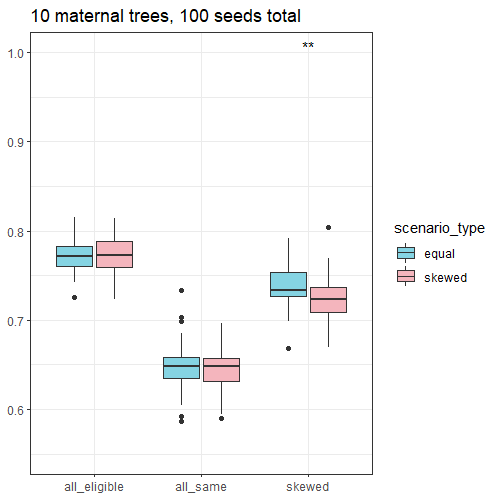 10 maternal trees, 100 seeds total
**
1.0
0.9
0.8
0.7
0.6
all_eligible
all_same
skewed
scenario_type
equal
skewed